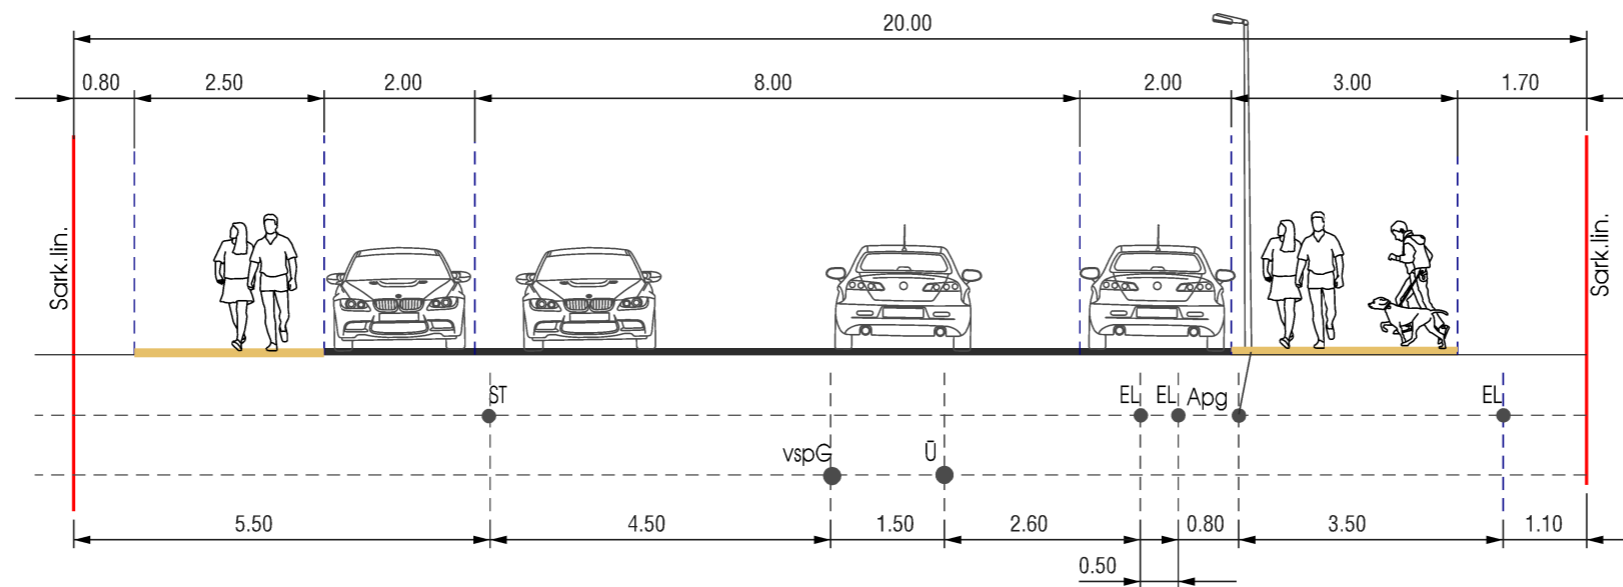 20.00
0.80 2.50 2.00 8.00 2.00 3.00 1.70
Sark.lin. Sark.lin.
ST EL EL Apg EL
vspG Ū
5.50 4.50 1.50 2.60 0.80 3.50 1.10
0.50